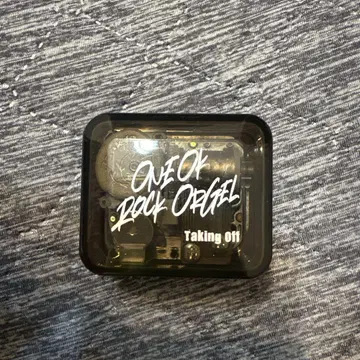 ONE OK
ROCK ORGEL
Taking Off